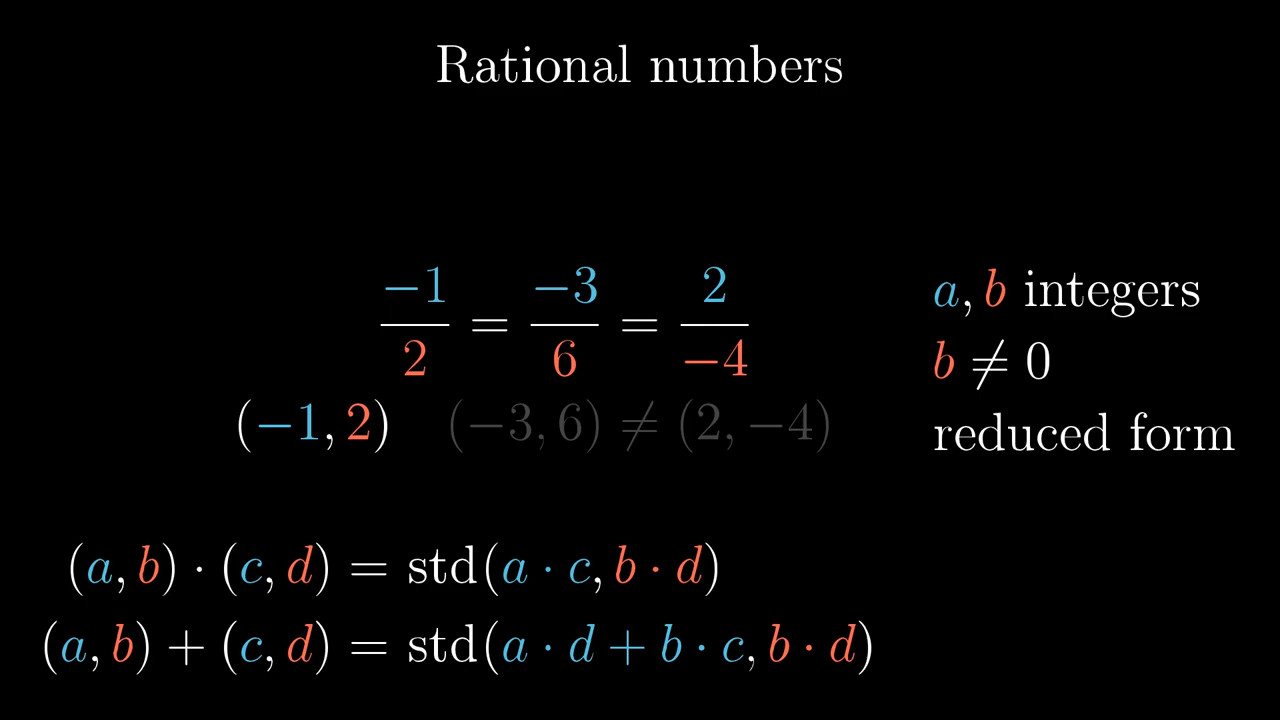 Rational numbers
−1/2 = −3/6 = 2/−4
(−1, 2) (−3, 6) ≠ (2, −4)
a, b integers
b ≠ 0
reduced form
(a, b) · (c, d) = std(a · c, b · d)
(a, b) + (c, d) = std(a · d + b · c, b · d)